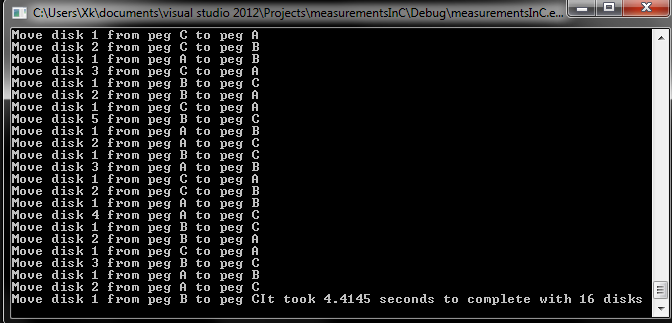 C:\Users\Xk\documents\visual studio 2012\Projects\measurementsInC\Debug\measurementsInC.e...
Move disk 1 from peg C to peg A
Move disk 2 from peg C to peg B
Move disk 1 from peg A to peg B
Move disk 3 from peg C to peg A
Move disk 1 from peg B to peg C
Move disk 2 from peg B to peg A
Move disk 1 from peg C to peg A
Move disk 5 from peg B to peg C
Move disk 1 from peg A to peg B
Move disk 2 from peg A to peg C
Move disk 1 from peg B to peg C
Move disk 3 from peg A to peg B
Move disk 1 from peg C to peg A
Move disk 2 from peg C to peg B
Move disk 1 from peg A to peg B
Move disk 4 from peg A to peg C
Move disk 1 from peg B to peg C
Move disk 2 from peg B to peg A
Move disk 1 from peg C to peg A
Move disk 3 from peg B to peg C
Move disk 1 from peg A to peg B
Move disk 2 from peg A to peg C
Move disk 1 from peg B to peg CIt took 4.4145 seconds to complete with 16 disks